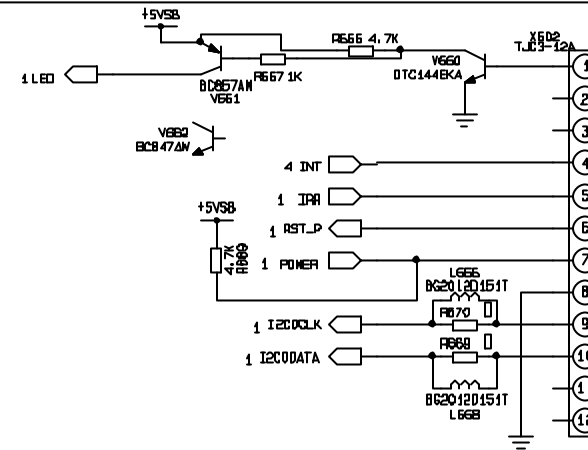 +5VSB
R666 4.7K
X602
TJC3-12A
V660
DTC144EKA
1 LED
R667 1K
BC857AW
V661
V662
BC847AW
1
2
3
4 INT
4
1 IRR
5
+5VSB
1 RST_P
6
4.7K
R669
1 POWER
7
L666
BG2012D151T
8
R670
1 I2C0CLK
9
1 I2C0DATA
10
BG2012D151T
L668